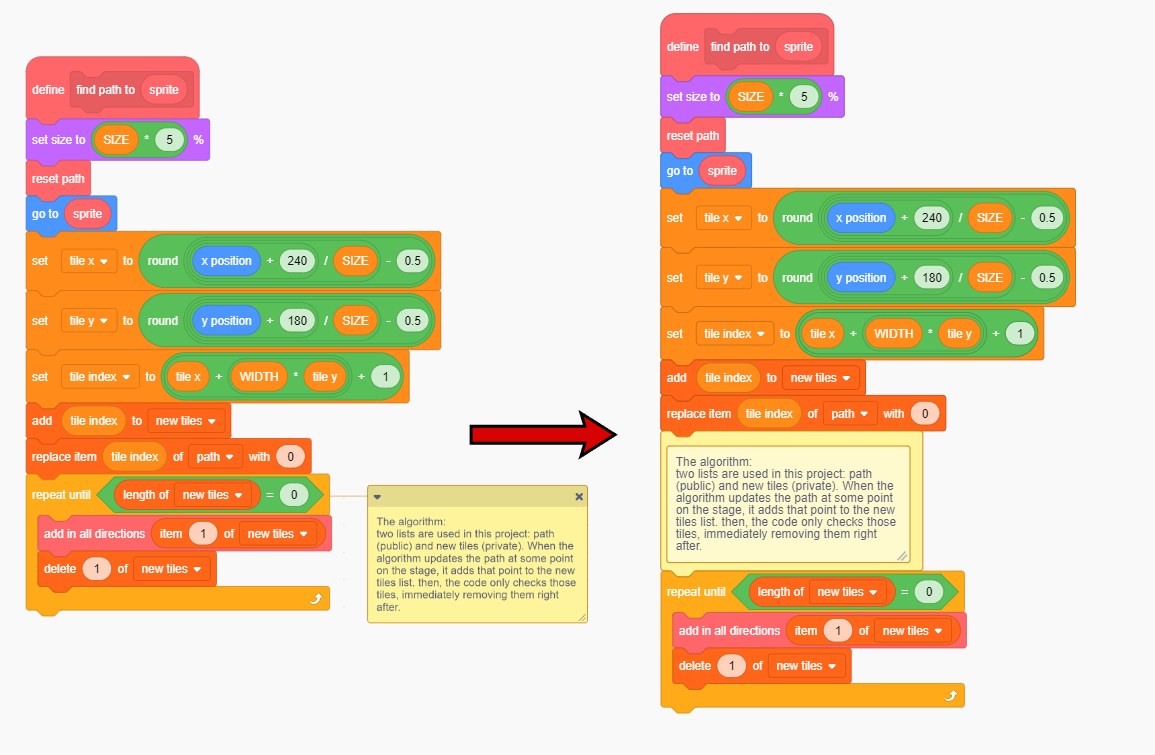 define find path to sprite
set size to SIZE * 5 %
reset path
go to sprite
set tile x to round x position + 240 / SIZE - 0.5
set tile y to round y position + 180 / SIZE - 0.5
set tile index to tile x + WIDTH * tile y + 1
add tile index to new tiles
replace item tile index of path with 0
repeat until length of new tiles = 0
add in all directions item 1 of new tiles
delete 1 of new tiles
The algorithm:
two lists are used in this project: path
(public) and new tiles (private). When the
algorithm updates the path at some point
on the stage, it adds that point to the new
tiles list. then, the code only checks those
tiles, immediately removing them right
after.
define find path to sprite
set size to SIZE * 5 %
reset path
go to sprite
set tile x to round x position + 240 / SIZE - 0.5
set tile y to round y position + 180 / SIZE - 0.5
set tile index to tile x + WIDTH * tile y + 1
add tile index to new tiles
replace item tile index of path with 0
The algorithm:
two lists are used in this project: path
(public) and new tiles (private). When the
algorithm updates the path at some point
on the stage, it adds that point to the new
tiles list. then, the code only checks those
tiles, immediately removing them right
after.
repeat until length of new tiles = 0
add in all directions item 1 of new tiles
delete 1 of new tiles